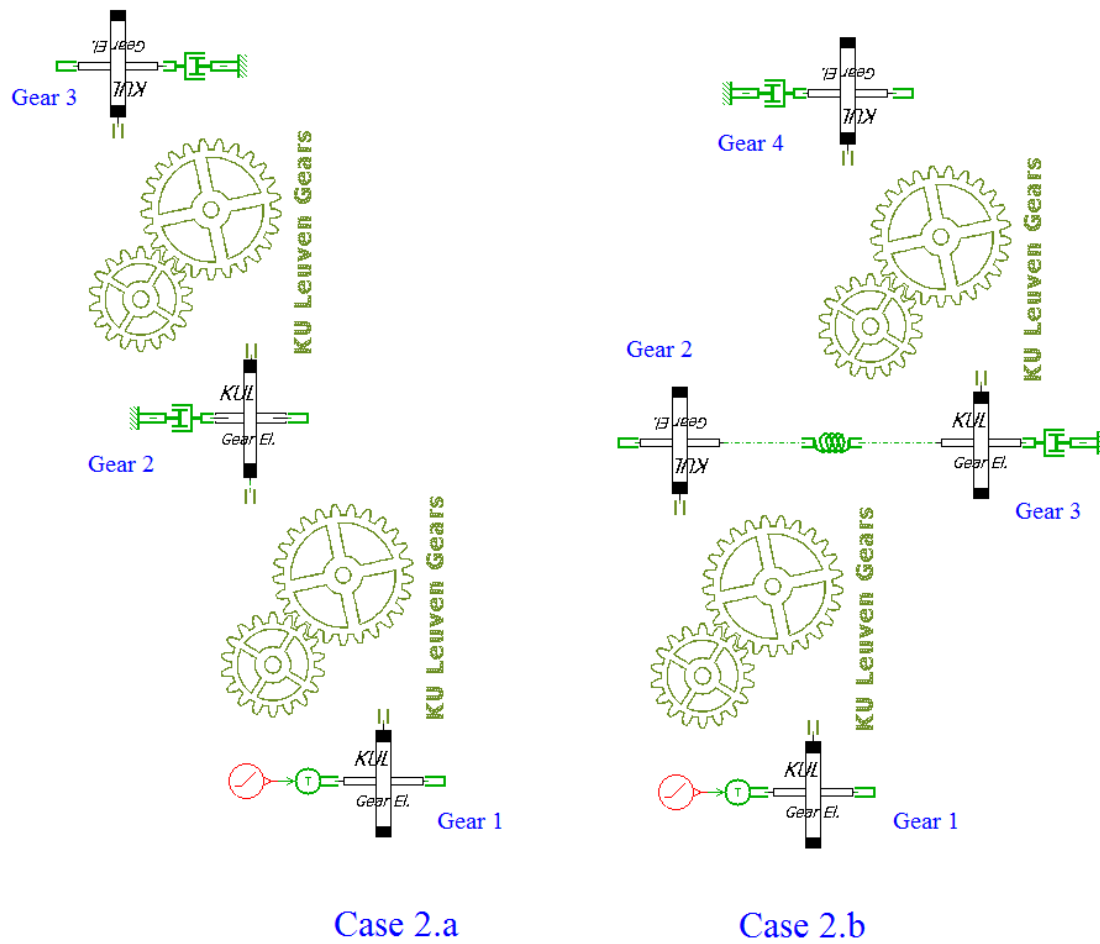 Gear El.
KUL
Gear 3
KU Leuven Gears
KUL
Gear El.
Gear 2
KU Leuven Gears
KUL
T
Gear El.
Gear 1
Case 2.a
Gear El.
KUL
Gear 4
KU Leuven Gears
Gear 2
Gear El.
KUL
KUL
Gear El.
Gear 3
KU Leuven Gears
KUL
T
Gear El.
Gear 1
Case 2.b